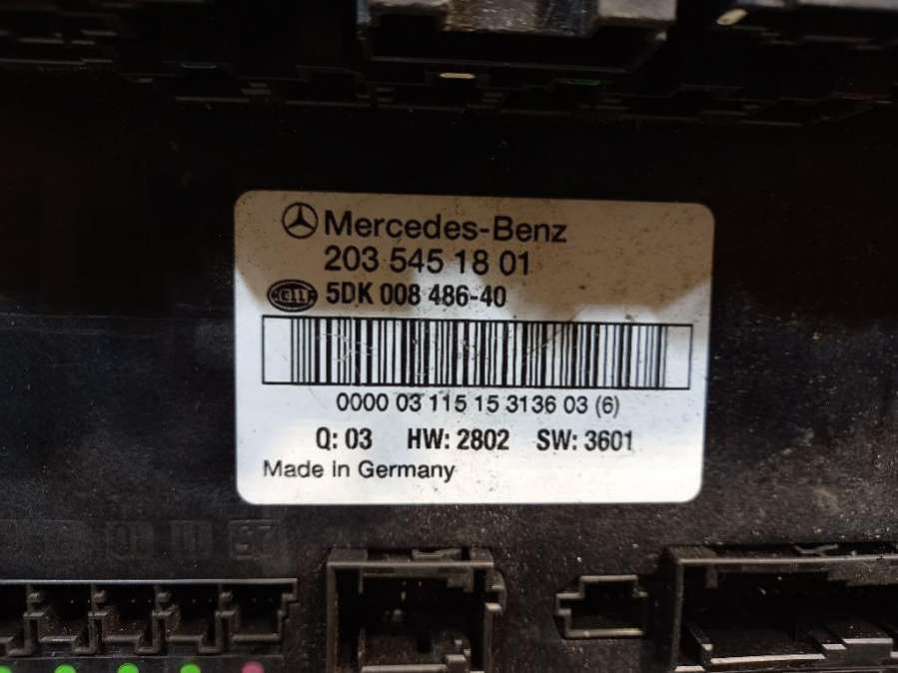 Mercedes-Benz
203 545 18 01
HELLA 5DK 008 486-40
0000 03 115 15 3136 03 (6)
Q: 03 HW: 2802 SW: 3601
Made in Germany